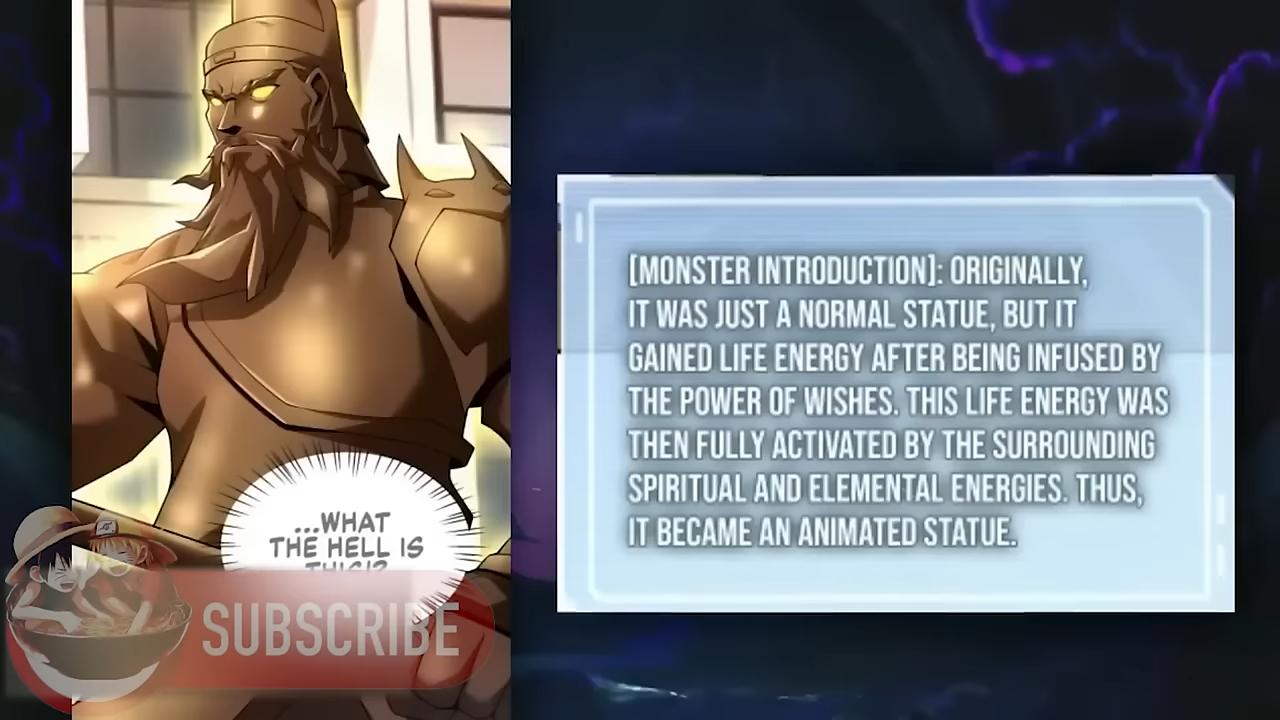 ...WHAT
THE HELL IS
THIS!?
SUBSCRIBE
[MONSTER INTRODUCTION]: ORIGINALLY,
IT WAS JUST A NORMAL STATUE, BUT IT
GAINED LIFE ENERGY AFTER BEING INFUSED BY
THE POWER OF WISHES. THIS LIFE ENERGY WAS
THEN FULLY ACTIVATED BY THE SURROUNDING
SPIRITUAL AND ELEMENTAL ENERGIES. THUS,
IT BECAME AN ANIMATED STATUE.